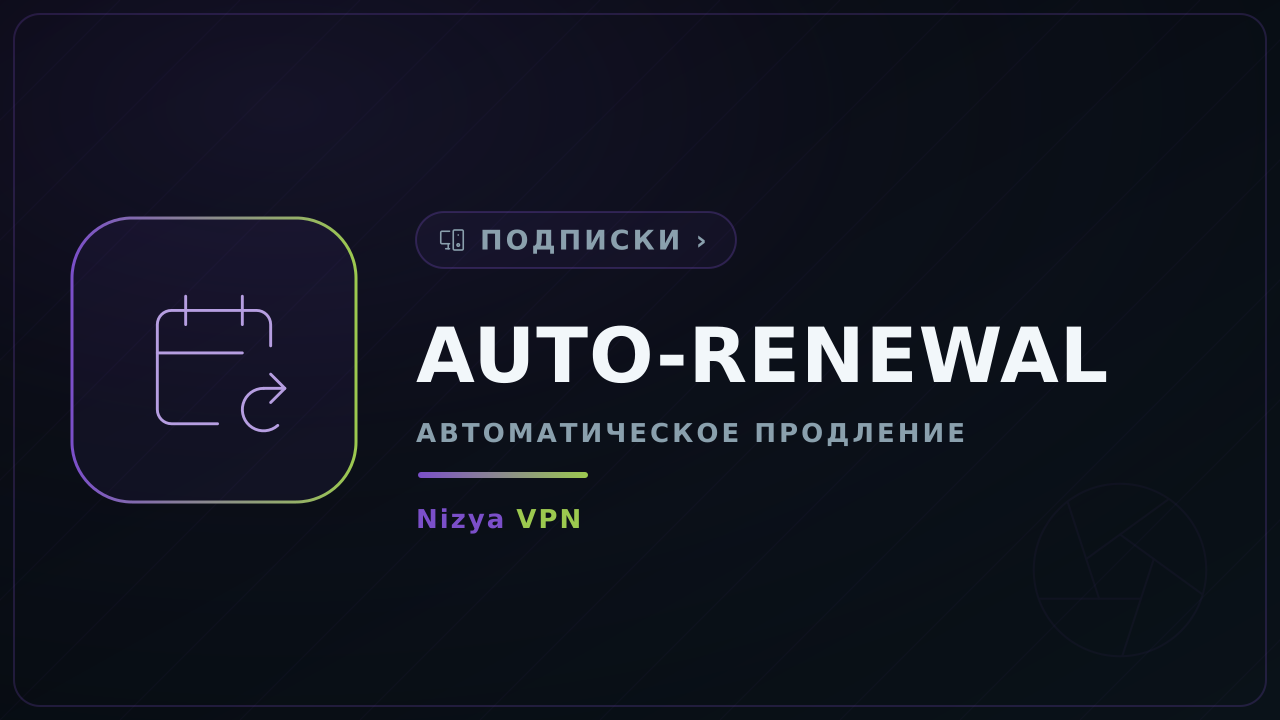 ПОДПИСКИ ›
AUTO-RENEWAL
АВТОМАТИЧЕСКОЕ ПРОДЛЕНИЕ
Nizya VPN